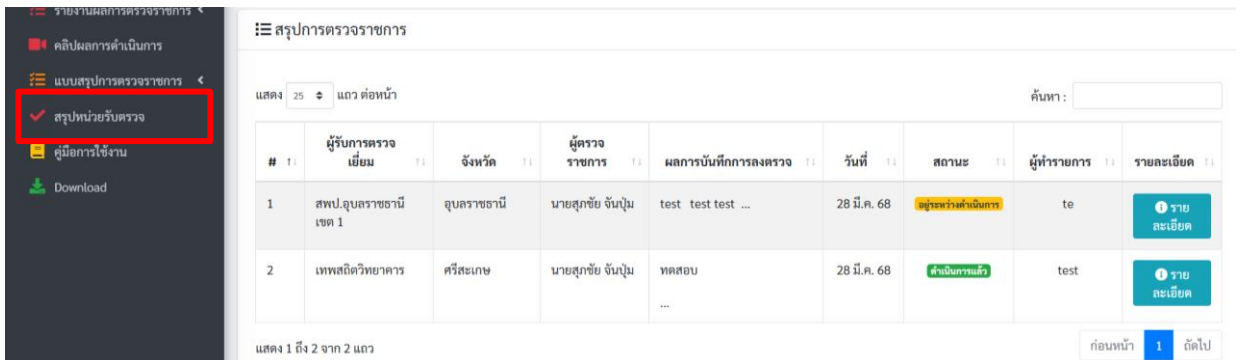 รายงานผลการตรวจราชการ
คลิปผลการดำเนินการ
แบบสรุปการตรวจราชการ
สรุปหน่วยรับตรวจ
คู่มือการใช้งาน
Download
สรุปการตรวจราชการ
แสดง 25 แถว ต่อหน้า
ค้นหา :
# ผู้รับการตรวจเยี่ยม จังหวัด ผู้ตรวจราชการ ผลการบันทึกการลงตรวจ วันที่ สถานะ ผู้ทำรายการ รายละเอียด
1 สพป.อุบลราชธานี เขต 1 อุบลราชธานี นายสุภชัย จันปุ่ม test test test ... 28 มี.ค. 68 อยู่ระหว่างดำเนินการ te รายละเอียด
2 เทพสถิตวิทยาคาร ศรีสะเกษ นายสุภชัย จันปุ่ม ทดสอบ ... 28 มี.ค. 68 ดำเนินการแล้ว test รายละเอียด
แสดง 1 ถึง 2 จาก 2 แถว
ก่อนหน้า 1 ถัดไป